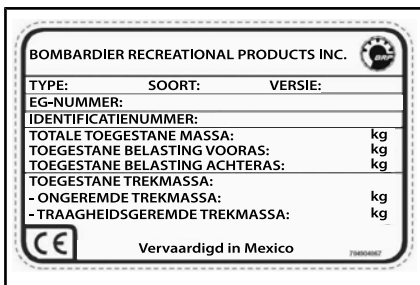 BOMBARDIER RECREATIONAL PRODUCTS INC. BRP
TYPE: SOORT: VERSIE:
EG-NUMMER:
IDENTIFICATIENUMMER:
TOTALE TOEGESTANE MASSA: kg
TOEGESTANE BELASTING VOORAS: kg
TOEGESTANE BELASTING ACHTERAS: kg
TOEGESTANE TREKMASSA:
- ONGEREMDE TREKMASSA: kg
- TRAAGHEIDSGEREMDE TREKMASSA: kg
CE Vervaardigd in Mexico 704904067